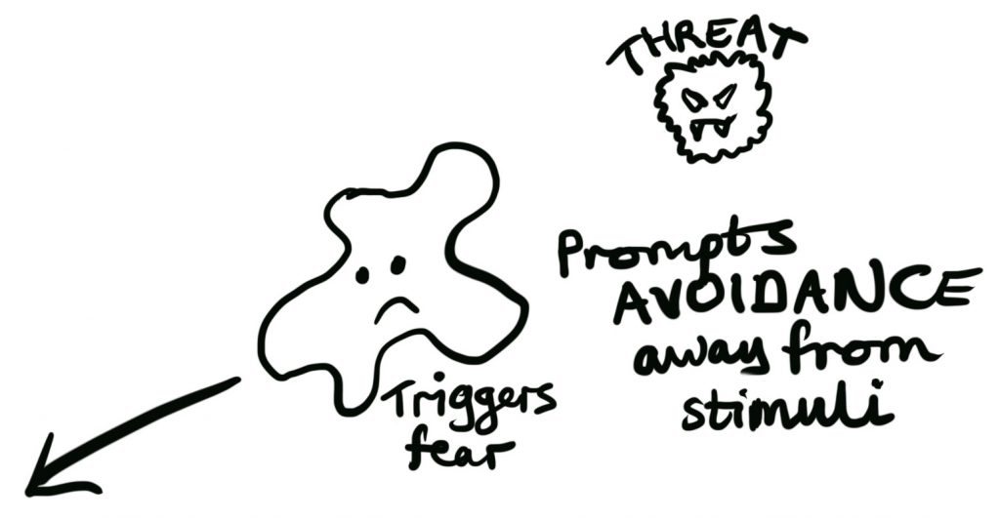 THREAT
Prompts
AVOIDANCE
away from
stimuli
Triggers
fear